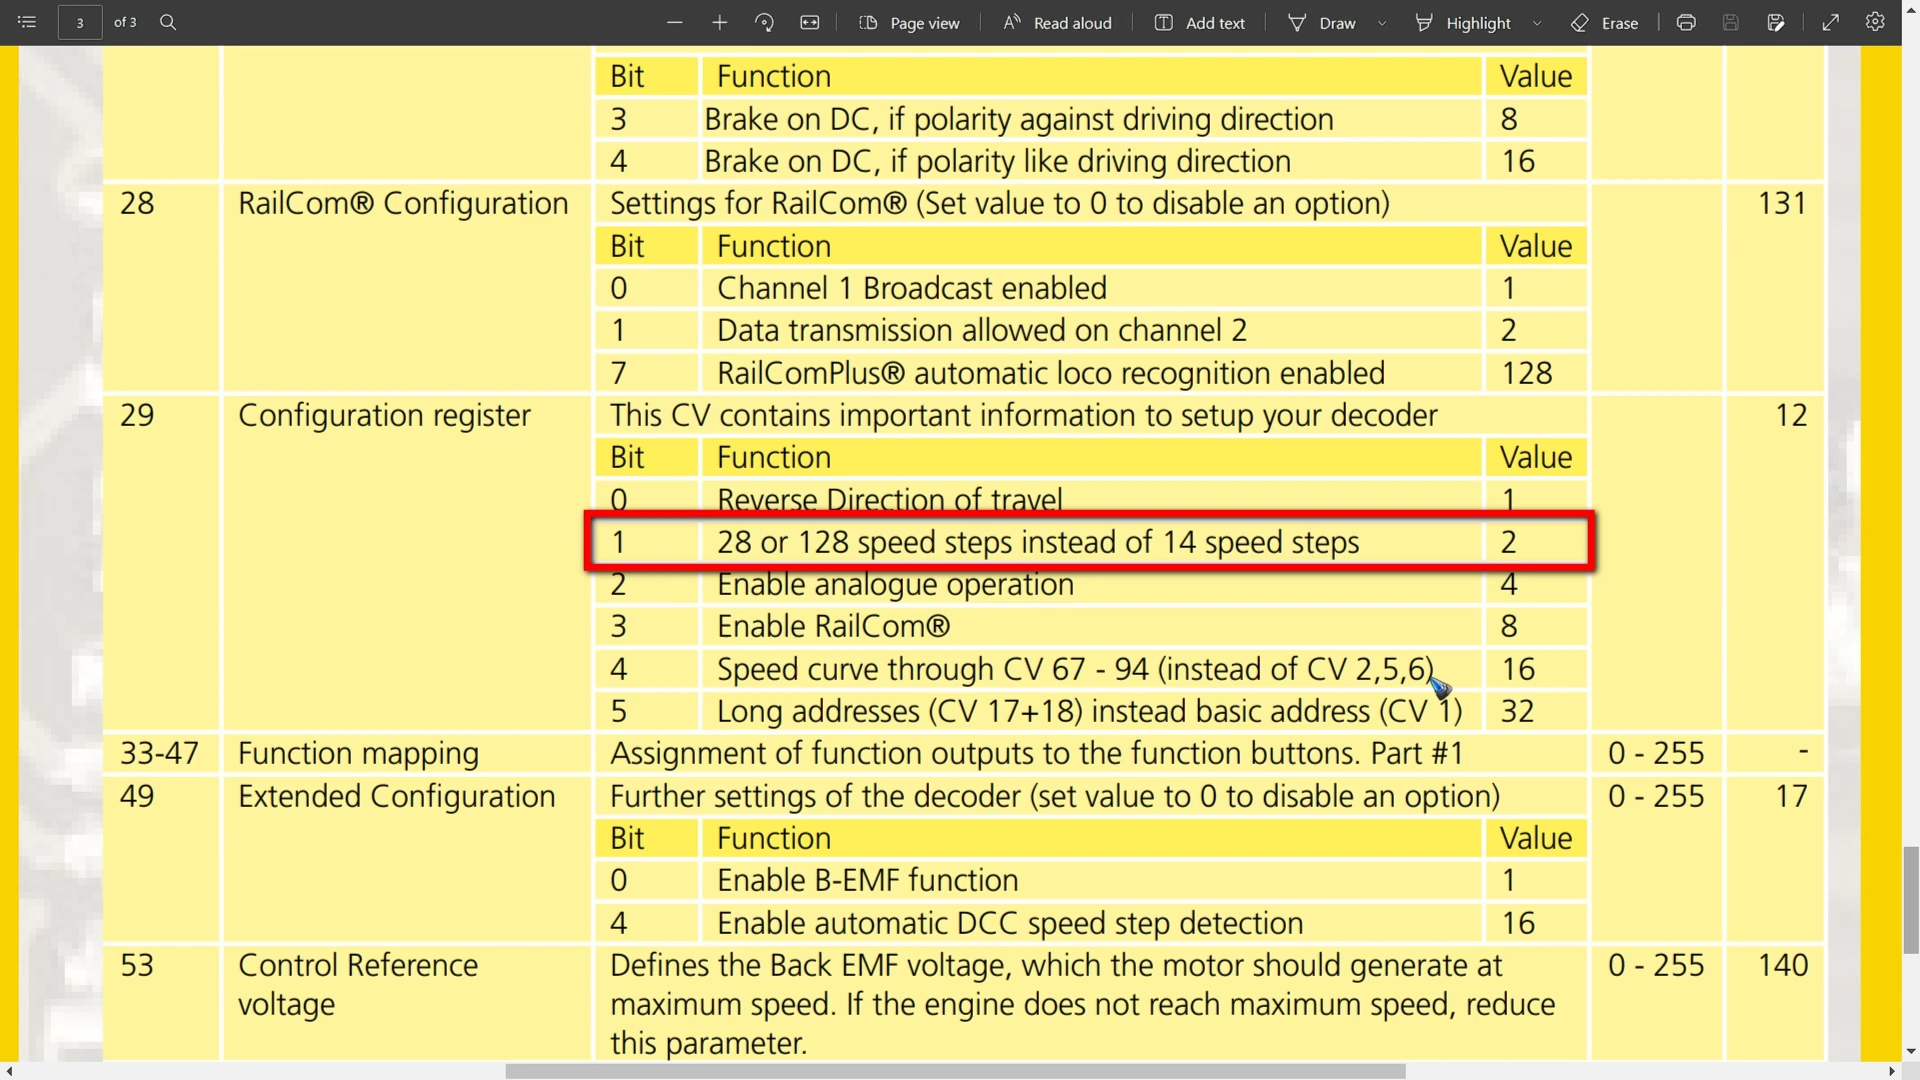 3 of 3 Page view Read aloud Add text Draw Highlight Erase
Bit Function Value
3 Brake on DC, if polarity against driving direction 8
4 Brake on DC, if polarity like driving direction 16
28 RailCom® Configuration Settings for RailCom® (Set value to 0 to disable an option) 131
Bit Function Value
0 Channel 1 Broadcast enabled 1
1 Data transmission allowed on channel 2 2
7 RailComPlus® automatic loco recognition enabled 128
29 Configuration register This CV contains important information to setup your decoder 12
Bit Function Value
0 Reverse Direction of travel 1
1 28 or 128 speed steps instead of 14 speed steps 2
2 Enable analogue operation 4
3 Enable RailCom® 8
4 Speed curve through CV 67 - 94 (instead of CV 2,5,6) 16
5 Long addresses (CV 17+18) instead basic address (CV 1) 32
33-47 Function mapping Assignment of function outputs to the function buttons. Part #1 0 - 255 -
49 Extended Configuration Further settings of the decoder (set value to 0 to disable an option) 0 - 255 17
Bit Function Value
0 Enable B-EMF function 1
4 Enable automatic DCC speed step detection 16
53 Control Reference Defines the Back EMF voltage, which the motor should generate at 0 - 255 140
voltage maximum speed. If the engine does not reach maximum speed, reduce
this parameter.